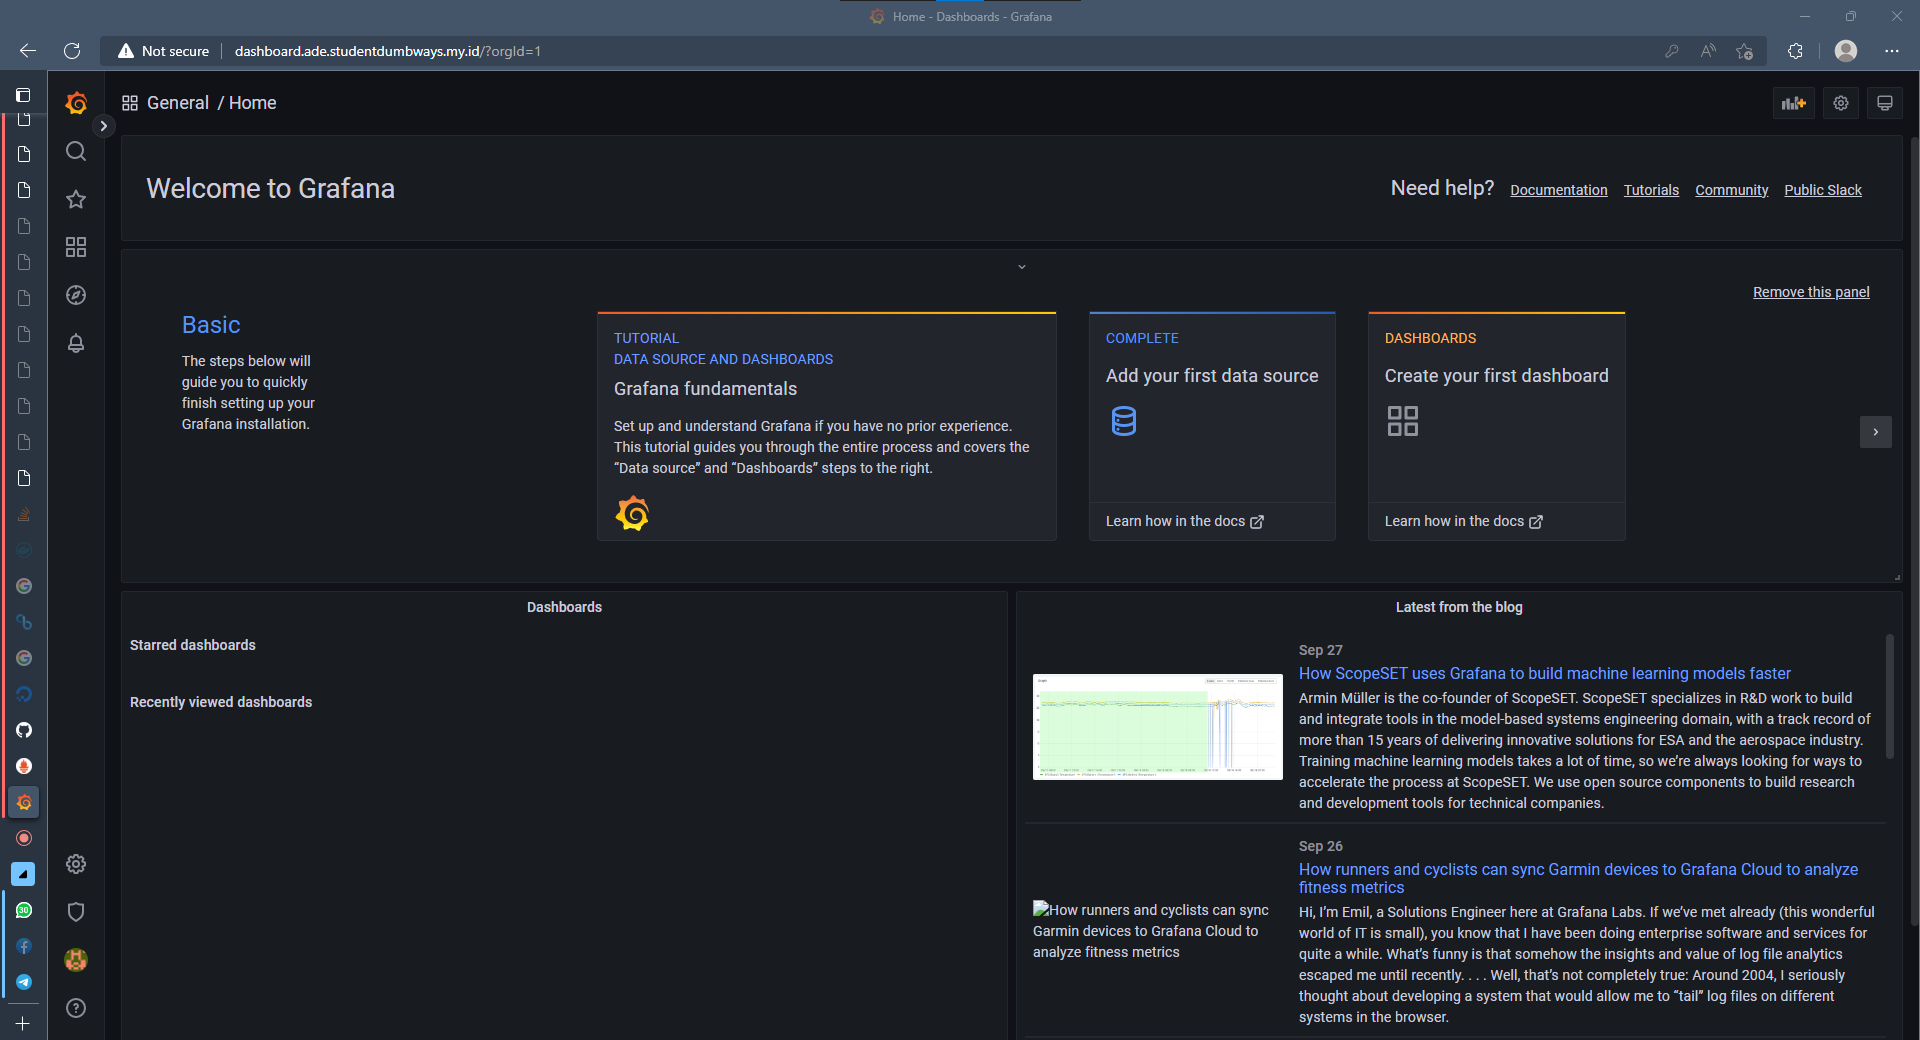 Home - Dashboards - Grafana
Not secure
dashboard.ade.studentdumbways.my.id/?orgId=1
General / Home
Welcome to Grafana
Need help?
Documentation
Tutorials
Community
Public Slack
Remove this panel
Basic
The steps below will
guide you to quickly
finish setting up your
Grafana installation.
TUTORIAL
DATA SOURCE AND DASHBOARDS
Grafana fundamentals
Set up and understand Grafana if you have no prior experience.
This tutorial guides you through the entire process and covers the
“Data source” and “Dashboards” steps to the right.
COMPLETE
Add your first data source
Learn how in the docs
DASHBOARDS
Create your first dashboard
Learn how in the docs
Dashboards
Starred dashboards
Recently viewed dashboards
Latest from the blog
Sep 27
How ScopeSET uses Grafana to build machine learning models faster
Armin Müller is the co-founder of ScopeSET. ScopeSET specializes in R&D work to build
and integrate tools in the model-based systems engineering domain, with a track record of
more than 15 years of delivering innovative solutions for ESA and the aerospace industry.
Training machine learning models takes a lot of time, so we’re always looking for ways to
accelerate the process at ScopeSET. We use open source components to build research
and development tools for technical companies.
Sep 26
How runners and cyclists can sync Garmin devices to Grafana Cloud to analyze
fitness metrics
How runners and cyclists can sync
Garmin devices to Grafana Cloud to
analyze fitness metrics
Hi, I’m Emil, a Solutions Engineer here at Grafana Labs. If we’ve met already (this wonderful
world of IT is small), you know that I have been doing enterprise software and services for
quite a while. What’s funny is that somehow the insights and value of log file analytics
escaped me until recently. . . . Well, that’s not completely true: Around 2004, I seriously
thought about developing a system that would allow me to “tail” log files on different
systems in the browser.
30